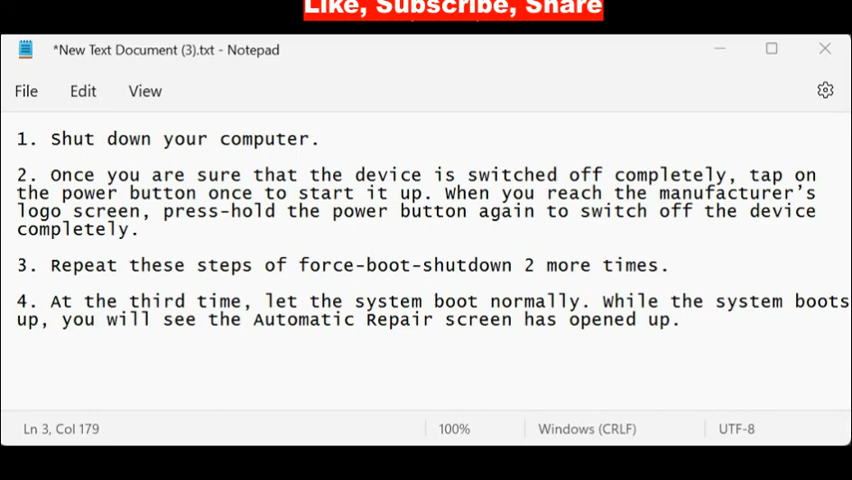 Like, Subscribe, Share
*New Text Document (3).txt - Notepad
File Edit View
1. Shut down your computer.
2. Once you are sure that the device is switched off completely, tap on
the power button once to start it up. When you reach the manufacturer’s
logo screen, press-hold the power button again to switch off the device
completely.
3. Repeat these steps of force-boot-shutdown 2 more times.
4. At the third time, let the system boot normally. While the system boots
up, you will see the Automatic Repair screen has opened up.
Ln 3, Col 179 100% Windows (CRLF) UTF-8